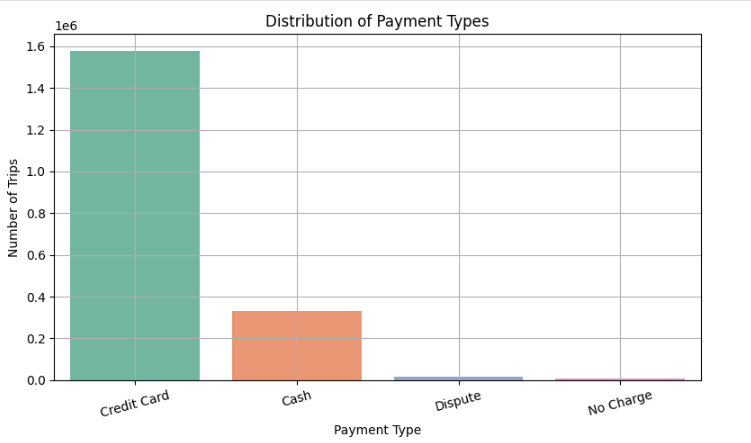 Distribution of Payment Types
1e6
1.6
1.4
1.2
1.0
0.8
0.6
0.4
0.2
0.0
Number of Trips
Credit Card
Cash
Dispute
No Charge
Payment Type